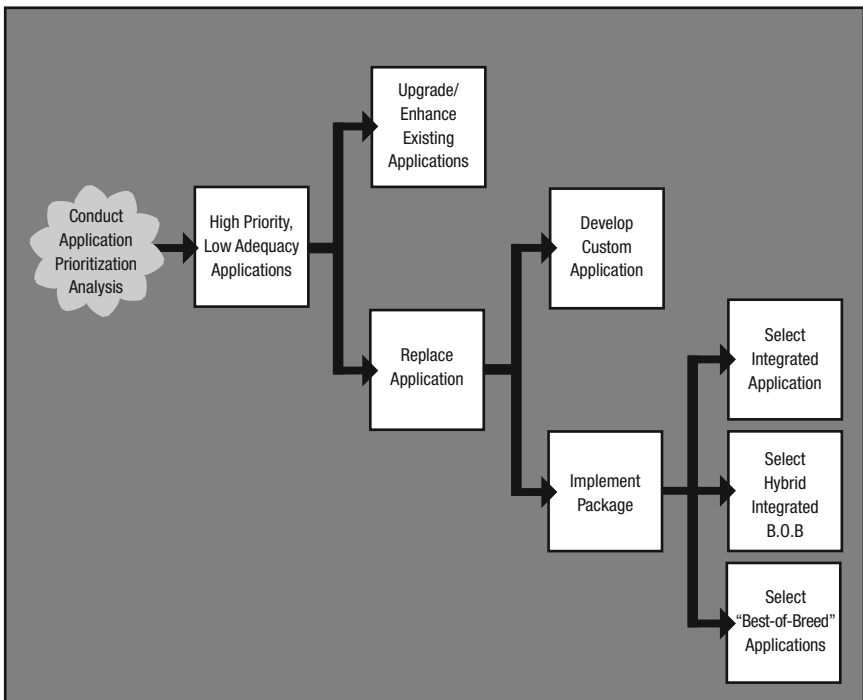 Conduct
Application
Prioritization
Analysis
High Priority,
Low Adequacy
Applications
Upgrade/
Enhance
Existing
Applications
Replace
Application
Develop
Custom
Application
Implement
Package
Select
Integrated
Application
Select
Hybrid
Integrated
B.O.B
Select
“Best-of-Breed”
Applications